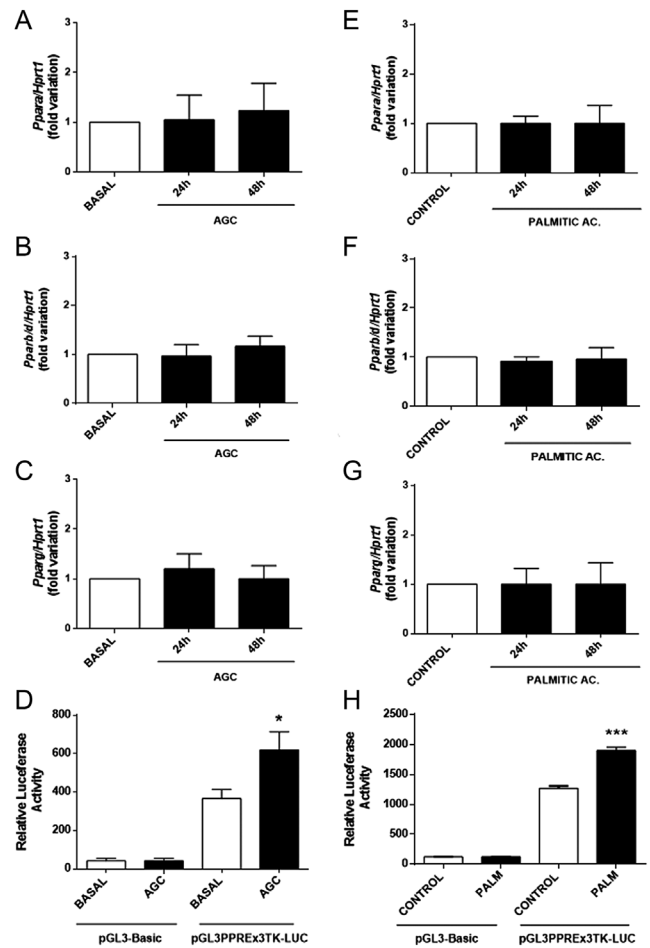 A
Ppara/Hprt1
(fold variation)
3
2
1
0
BASAL
24h
48h
AGC
E
Ppara/Hprt1
(fold variation)
3
2
1
0
CONTROL
24h
48h
PALMITIC AC.
B
Pparb/d/Hprt1
(fold variation)
3
2
1
0
BASAL
24h
48h
AGC
F
Pparb/d/Hprt1
(fold variation)
3
2
1
0
CONTROL
24h
48h
PALMITIC AC.
C
Pparg/Hprt1
(fold variation)
3
2
1
0
BASAL
24h
48h
AGC
G
Pparg/Hprt1
(fold variation)
3
2
1
0
CONTROL
24h
48h
PALMITIC AC.
D
Relative Luceferase
Activity
800
600
400
200
0
*
BASAL
AGC
BASAL
AGC
pGL3-Basic
pGL3PPREx3TK-LUC
H
Relative Luceferase
Activity
2500
2000
1500
1000
500
0
***
CONTROL
PALM
CONTROL
PALM
pGL3-Basic
pGL3PPREx3TK-LUC